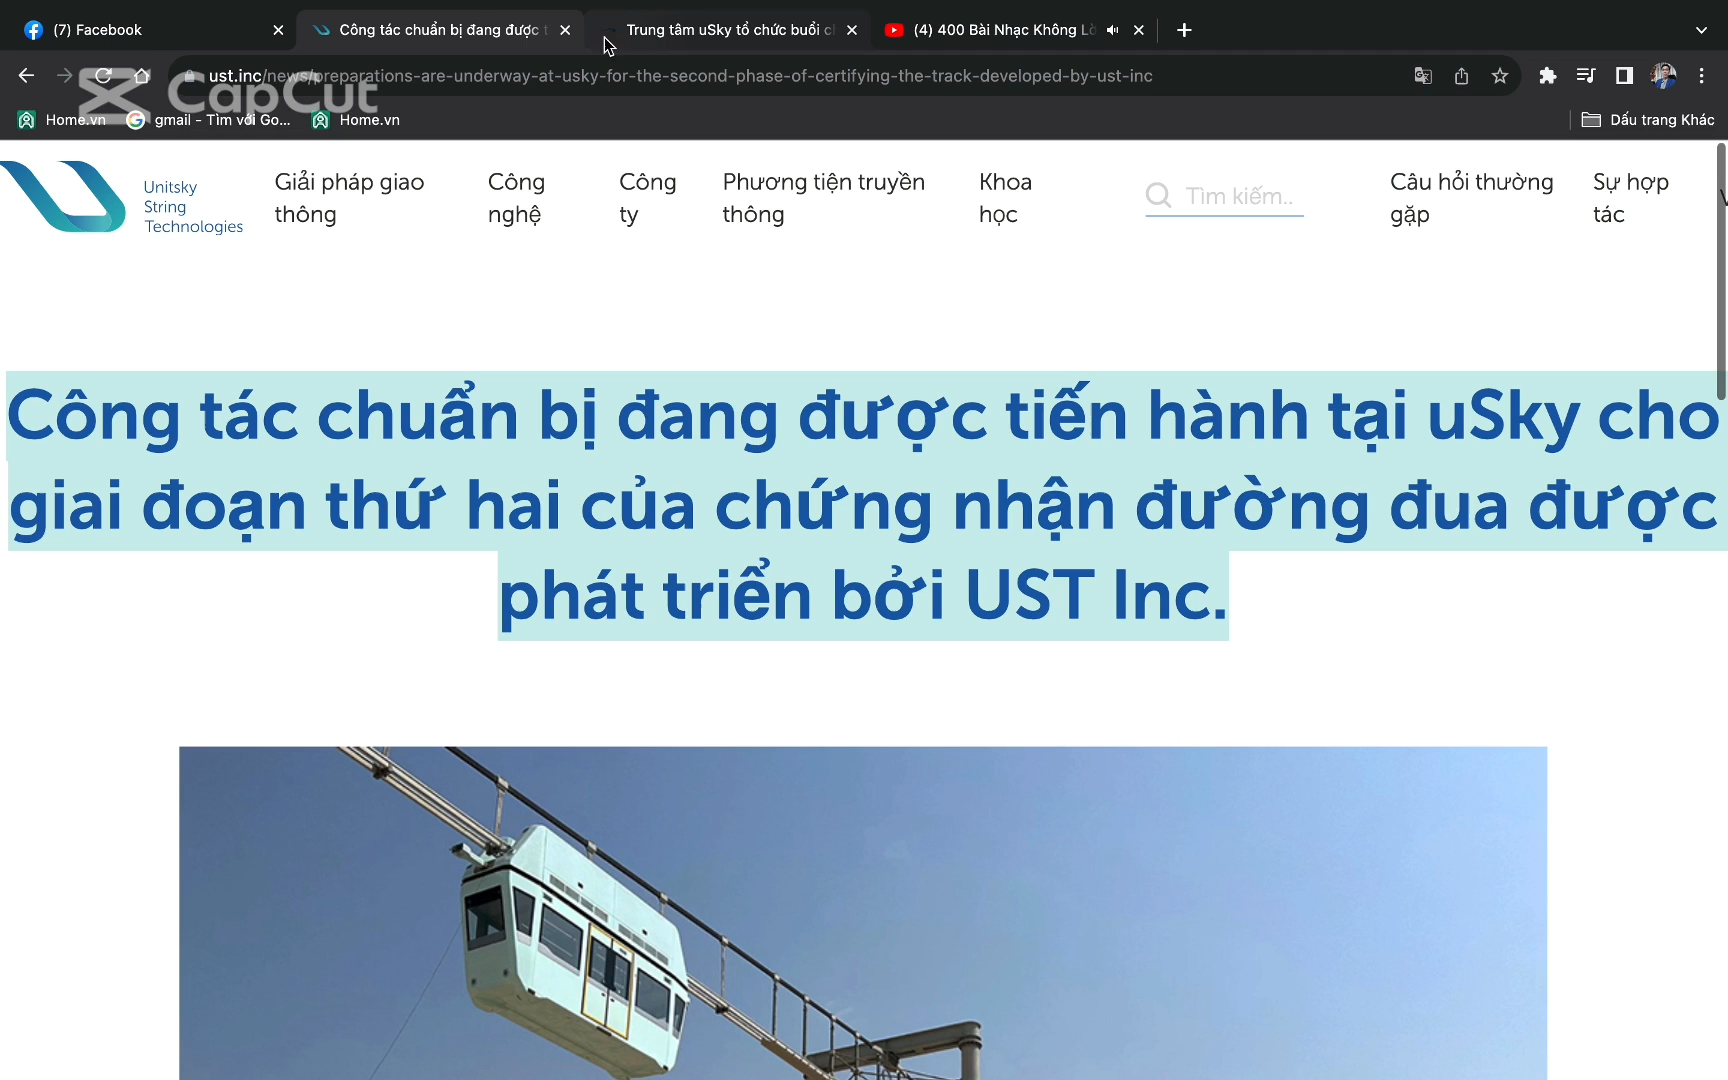 (7) Facebook
Công tác chuẩn bị đang được t
Trung tâm uSky tổ chức buổi c
(4) 400 Bài Nhạc Không Lờ
ust.inc/news/preparations-are-underway-at-usky-for-the-second-phase-of-certifying-the-track-developed-by-ust-inc
CapCut
Home.vn
gmail - Tìm với Go...
Home.vn
Dấu trang Khác
Unitsky
String
Technologies
Giải pháp giao
thông
Công
nghệ
Công
ty
Phương tiện truyền
thông
Khoa
học
Tìm kiếm..
Câu hỏi thường
gặp
Sự hợp
tác
Công tác chuẩn bị đang được tiến hành tại uSky cho
giai đoạn thứ hai của chứng nhận đường đua được
phát triển bởi UST Inc.